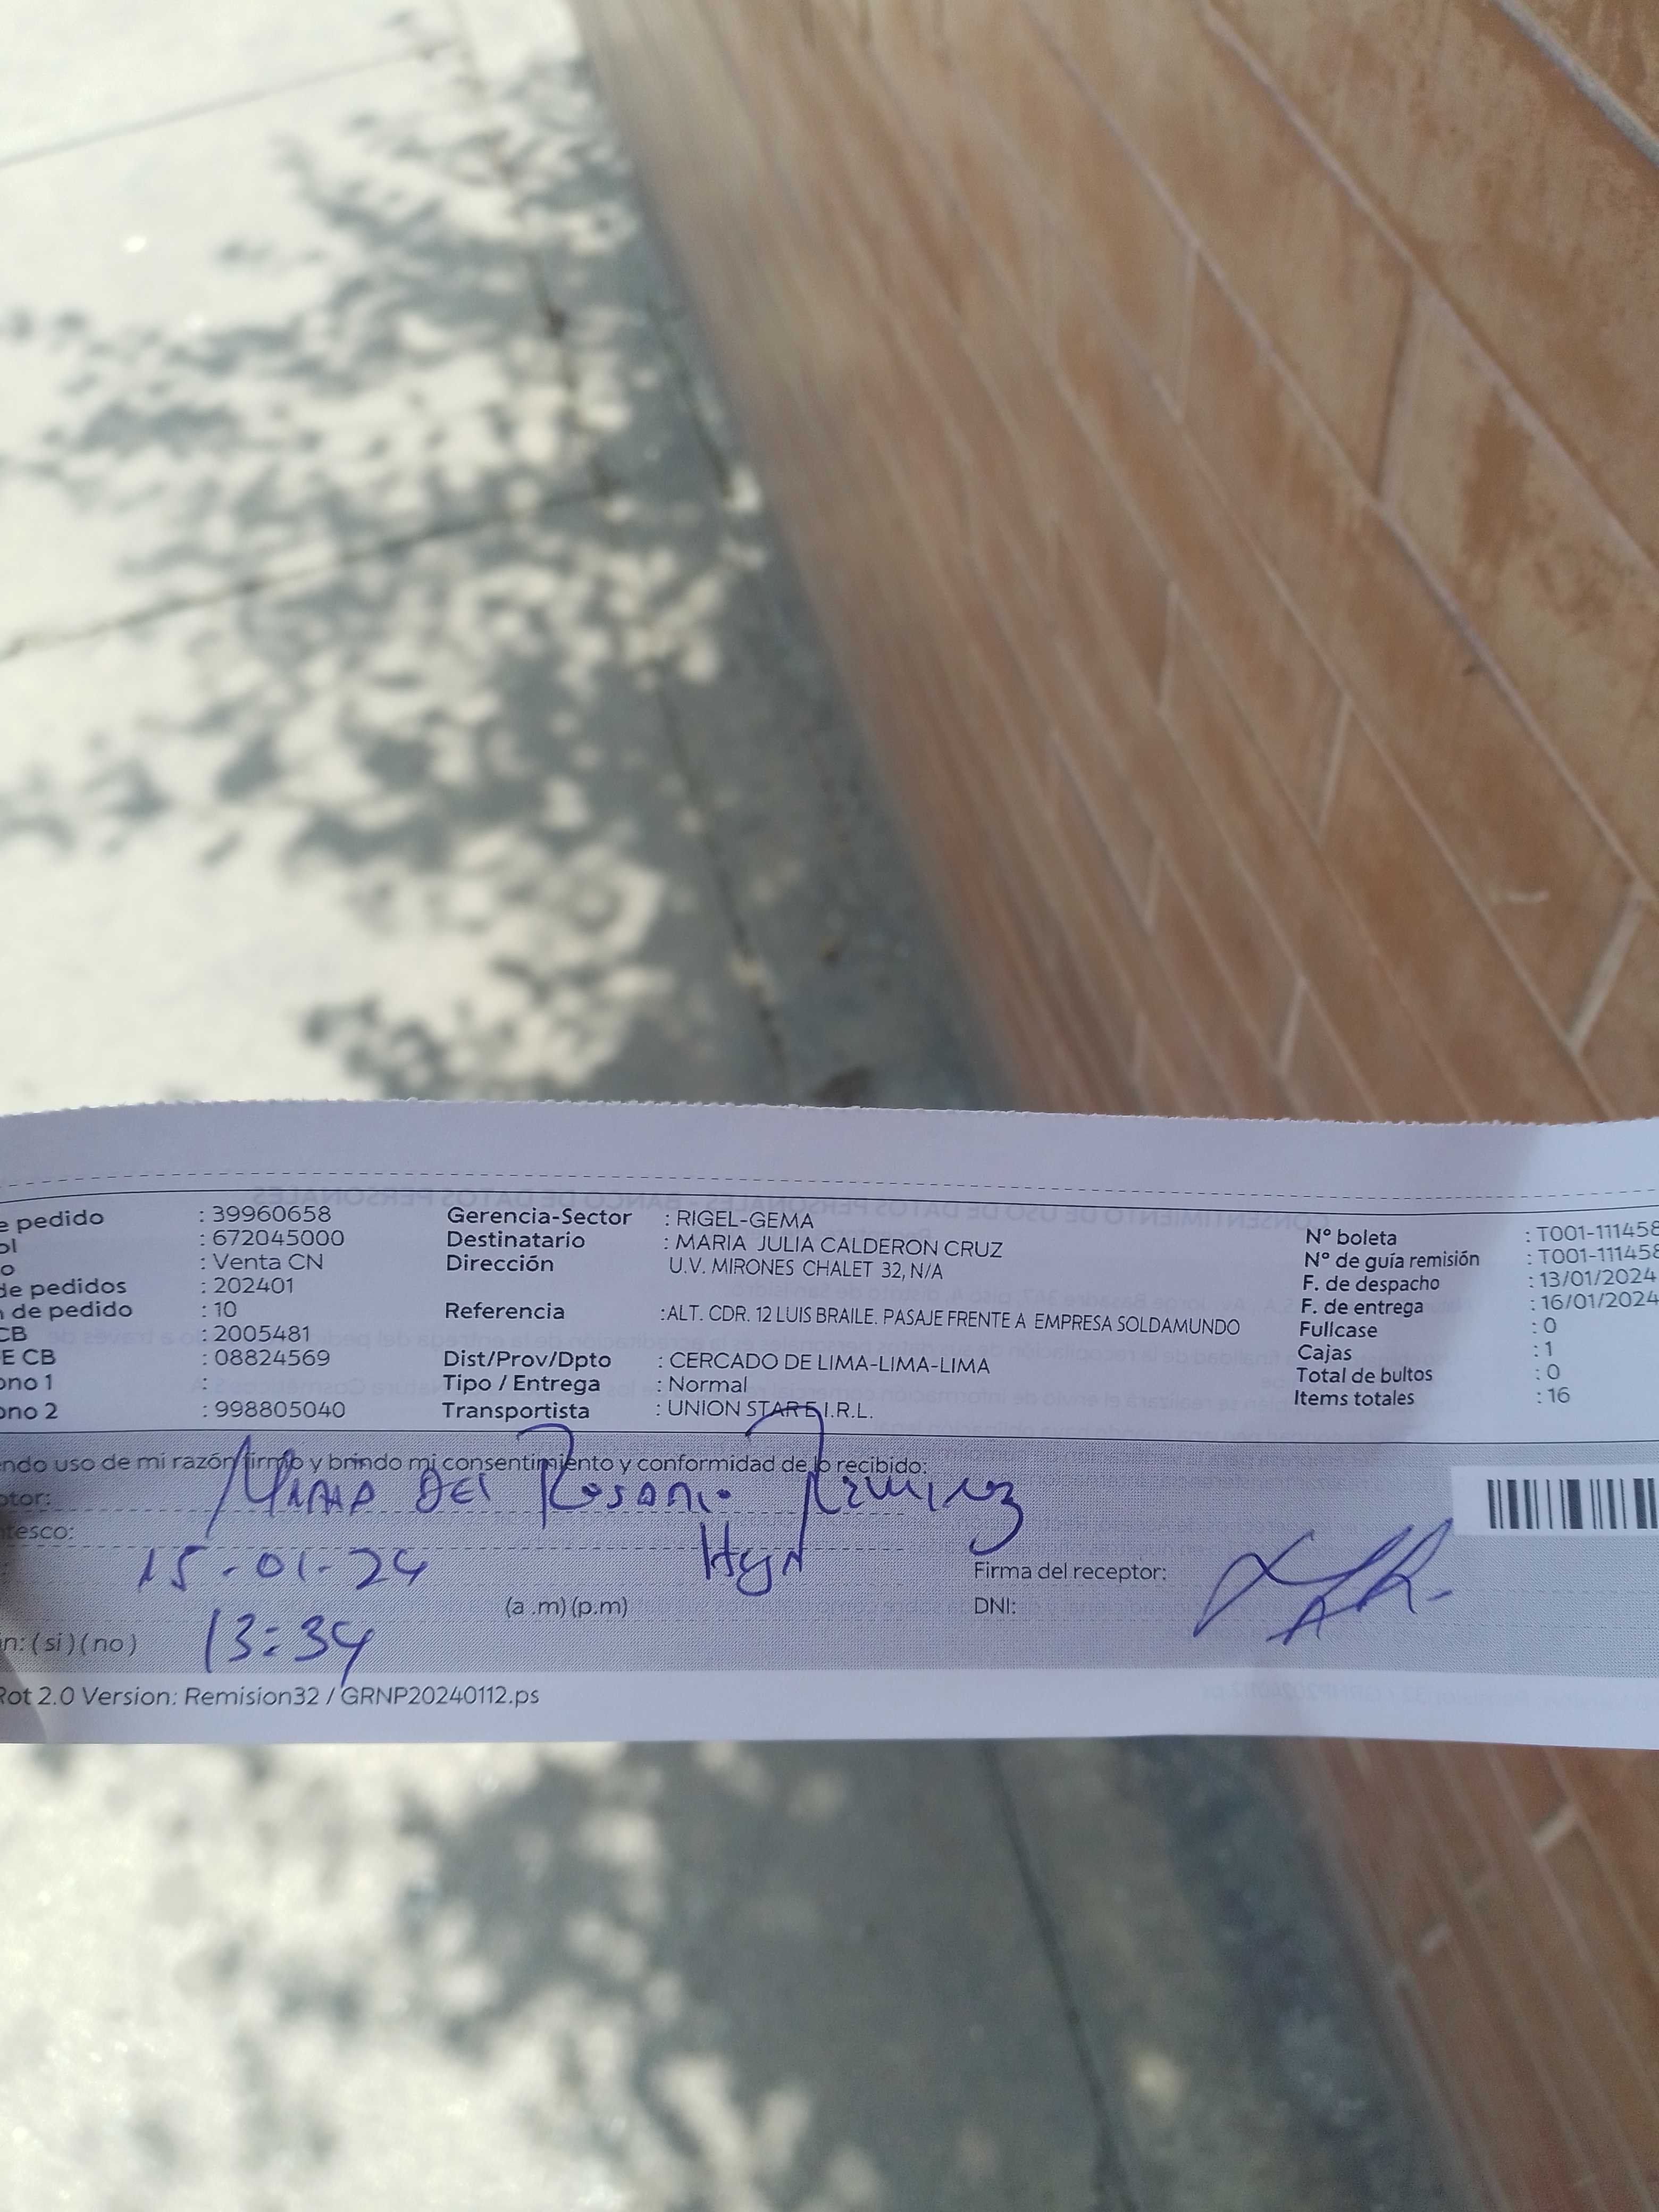 e pedido : 39960658 Gerencia-Sector : RIGEL-GEMA Nº boleta : T001-111458
ol : 672045000 Destinatario : MARIA JULIA CALDERON CRUZ Nº de guía remisión : T001-111458
o : Venta CN Dirección U.V. MIRONES CHALET 32, N/A F. de despacho : 13/01/2024
de pedidos : 202401 F. de entrega : 16/01/2024
n de pedido : 10 Referencia : ALT. CDR. 12 LUIS BRAILE. PASAJE FRENTE A EMPRESA SOLDAMUNDO Fullcase : 0
CB : 2005481 Cajas : 1
E CB : 08824569 Dist/Prov/Dpto : CERCADO DE LIMA-LIMA-LIMA Total de bultos : 0
ono 1 : Tipo / Entrega : Normal Items totales : 16
ono 2 : 998805040 Transportista : UNION STAR E.I.R.L.
ndo uso de mi razón firmo y brindo mi consentimiento y conformidad de lo recibido:
ptor: Maria Del Rosario Ramirez
tesco: Hija
15-01-24 Firma del receptor:
(a .m) (p.m) DNI:
n: (si) (no) 13:34
Rot 2.0 Version: Remision32 / GRNP20240112.ps